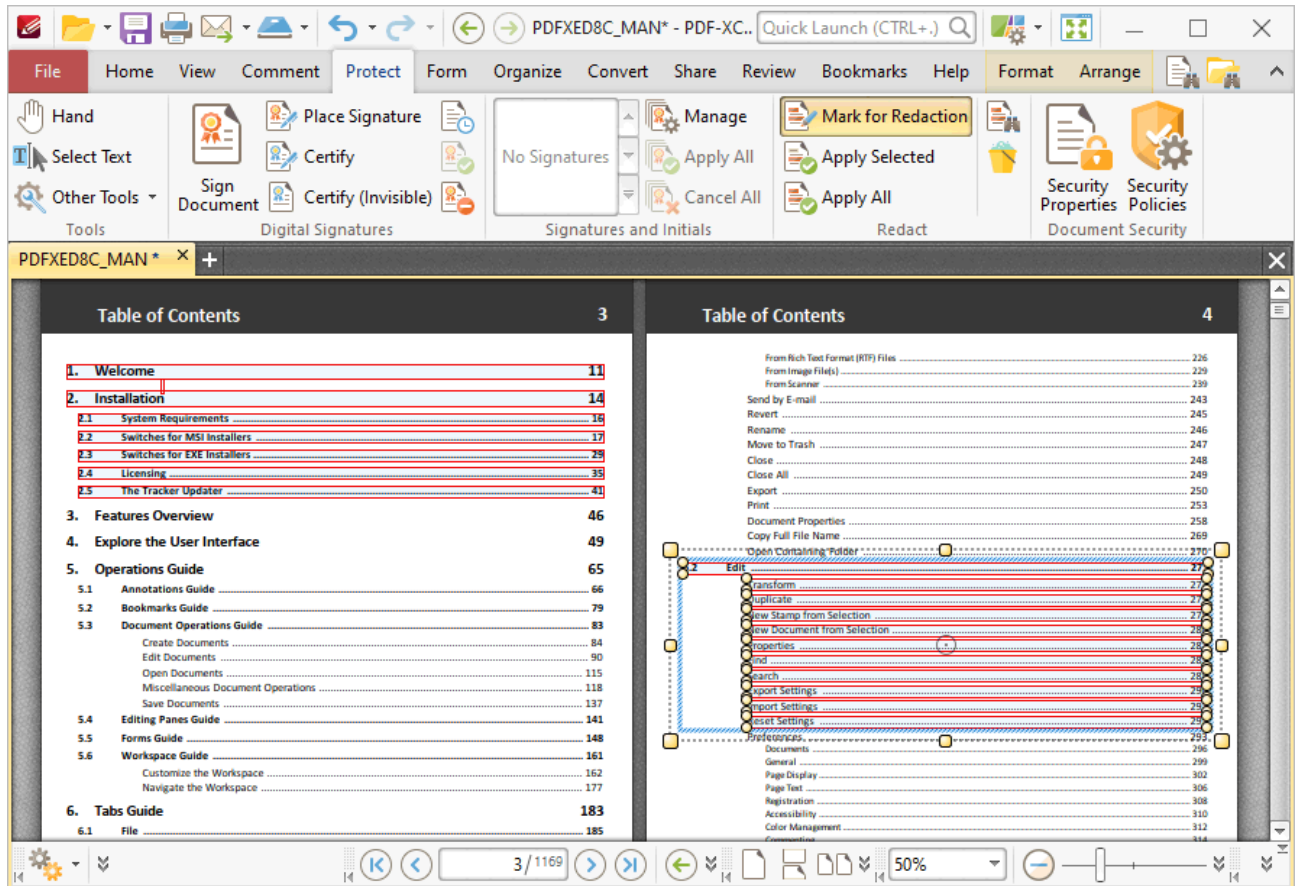 PDFXED8C_MAN* - PDF-XC.. Quick Launch (CTRL+.)
File Home View Comment Protect Form Organize Convert Share Review Bookmarks Help Format Arrange
Hand
Select Text
Other Tools
Tools
Sign
Document
Place Signature
Certify
Certify (Invisible)
Digital Signatures
No Signatures
Manage
Apply All
Cancel All
Signatures and Initials
Mark for Redaction
Apply Selected
Apply All
Redact
Security
Properties
Security
Policies
Document Security
PDFXED8C_MAN *
Table of Contents 3
1. Welcome 11
2. Installation 14
2.1 System Requirements 16
2.2 Switches for MSI Installers 17
2.3 Switches for EXE Installers 29
2.4 Licensing 35
2.5 The Tracker Updater 41
3. Features Overview 46
4. Explore the User Interface 49
5. Operations Guide 65
5.1 Annotations Guide 66
5.2 Bookmarks Guide 79
5.3 Document Operations Guide 83
Create Documents 84
Edit Documents 90
Open Documents 115
Miscellaneous Document Operations 118
Save Documents 137
5.4 Editing Panes Guide 141
5.5 Forms Guide 148
5.6 Workspace Guide 161
Customize the Workspace 162
Navigate the Workspace 177
6. Tabs Guide 183
6.1 File 185
Table of Contents 4
From Rich Text Format (RTF) Files 226
From Image File(s) 229
From Scanner 239
Send by E-mail 243
Revert 245
Rename 246
Move to Trash 247
Close 248
Close All 249
Export 250
Print 253
Document Properties 258
Copy Full File Name 269
Open Containing Folder 270
Edit
Transform
Duplicate
New Stamp from Selection
New Document from Selection
Properties
Find
Search
Export Settings
Import Settings
Reset Settings
Preferences 293
Documents 296
General 299
Page Display 302
Page Text 306
Registration 308
Accessibility 310
Color Management 312
Commenting 314
3 / 1169
50%